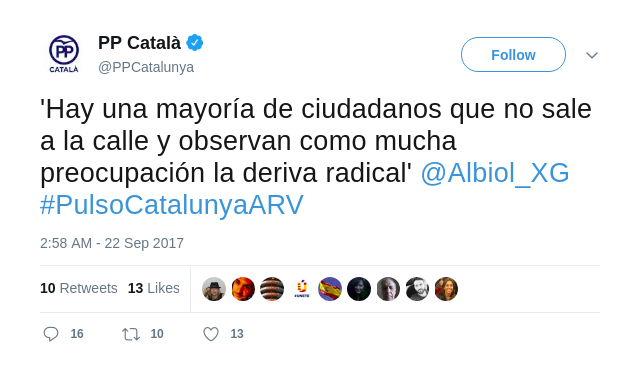 PP Català
@PPCatalunya
CATALÀ
Follow
'Hay una mayoría de ciudadanos que no sale
a la calle y observan como mucha
preocupación la deriva radical' @Albiol_XG
#PulsoCatalunyaARV
2:58 AM - 22 Sep 2017
10 Retweets 13 Likes
16 10 13